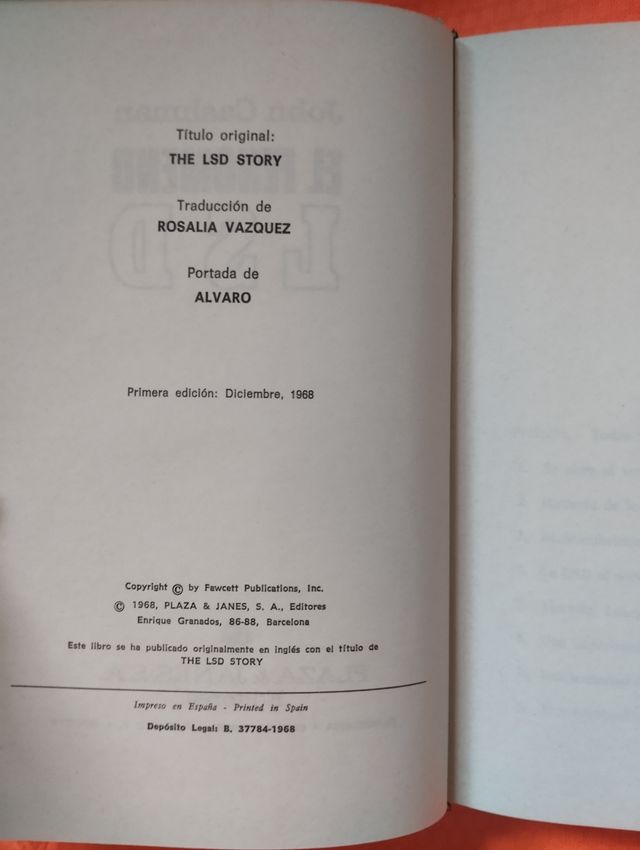 Título original:
THE LSD STORY
Traducción de
ROSALIA VAZQUEZ
Portada de
ALVARO
Primera edición: Diciembre, 1968
Copyright © by Fawcett Publications, Inc.
© 1968, PLAZA & JANES, S. A., Editores
Enrique Granados, 86-88, Barcelona
Este libro se ha publicado originalmente en inglés con el título de
THE LSD STORY
Impreso en España - Printed in Spain
Depósito Legal: B. 37784-1968